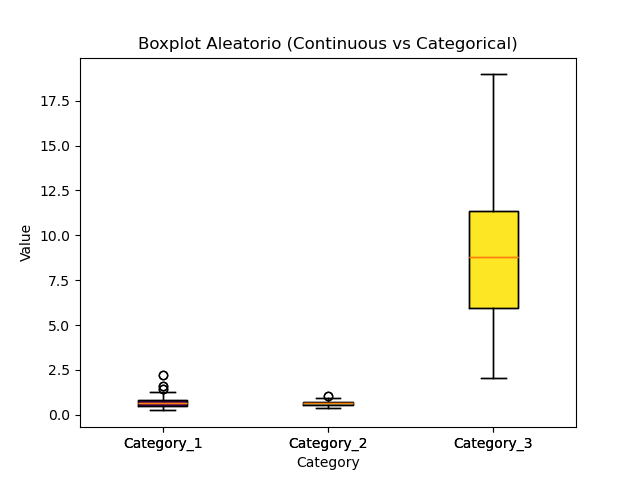 Boxplot Aleatorio (Continuous vs Categorical)
17.5
15.0
12.5
10.0
7.5
5.0
2.5
0.0
Value
Category_1 Category_2 Category_3
Category